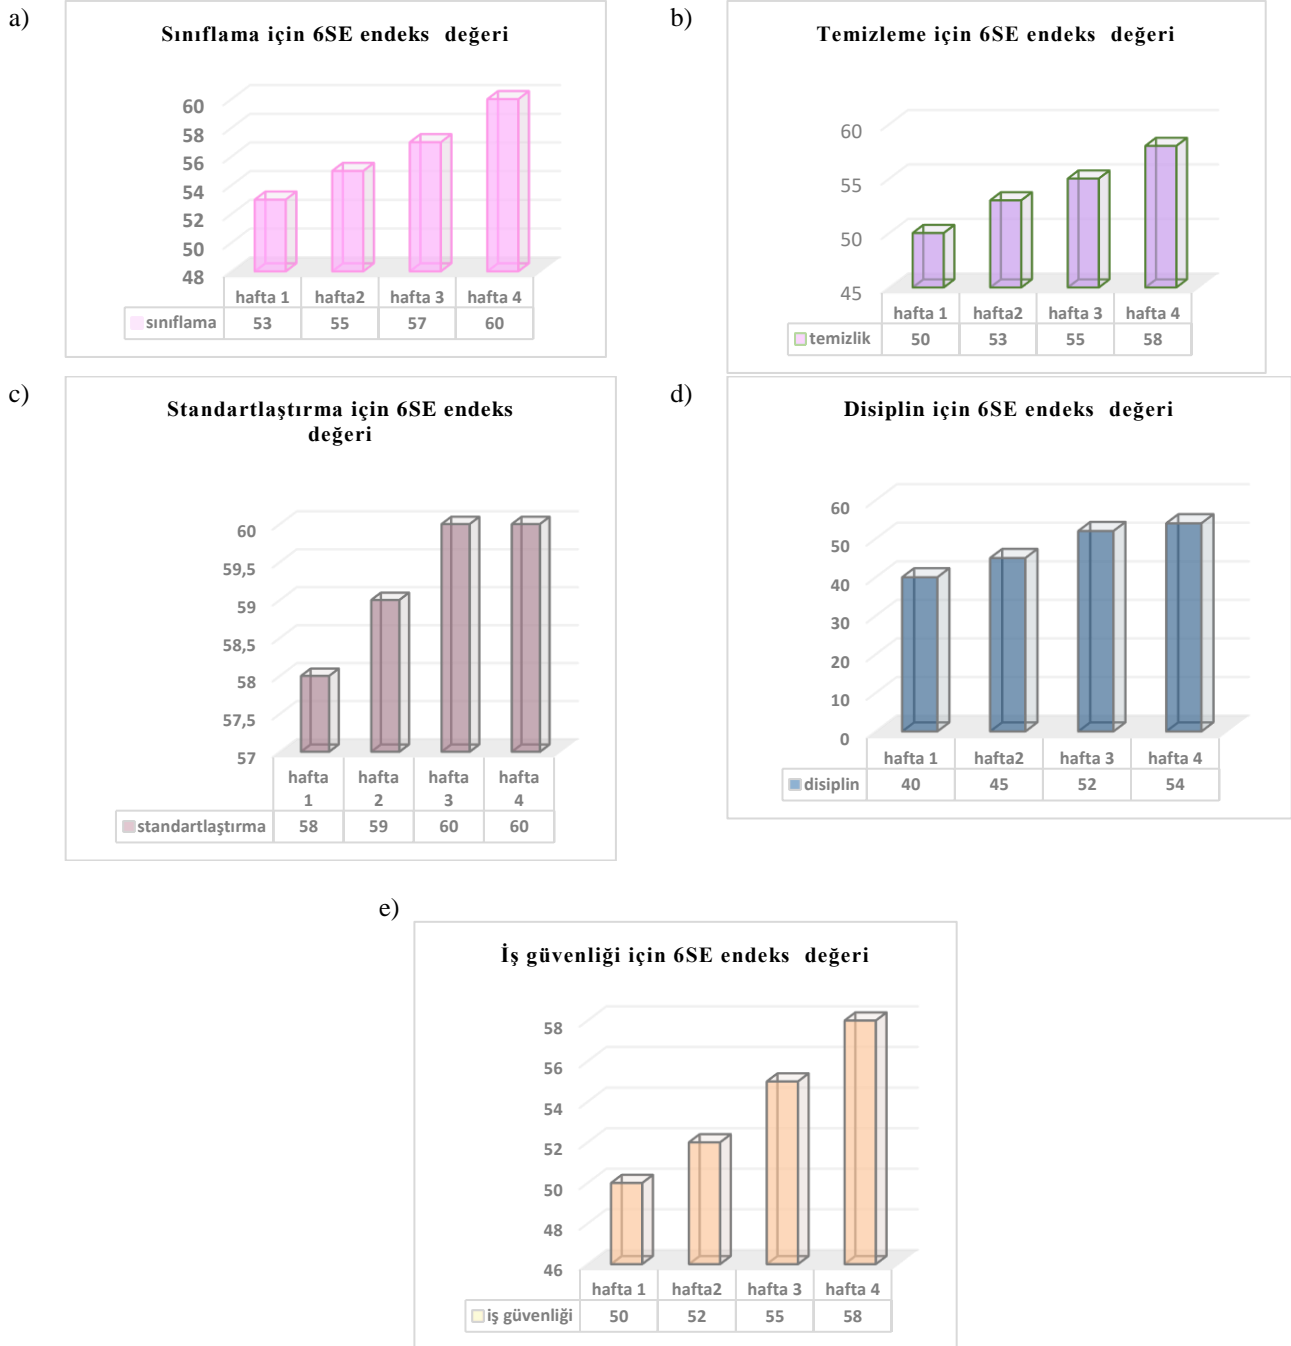 a)
Sınıflama için 6SE endeks değeri
60
58
56
54
52
50
48
hafta 1 hafta2 hafta 3 hafta 4
sınıflama 53 55 57 60
b)
Temizleme için 6SE endeks değeri
60
55
50
45
hafta 1 hafta2 hafta 3 hafta 4
temizlik 50 53 55 58
c)
Standartlaştırma için 6SE endeks
değeri
60
59,5
59
58,5
58
57,5
57
hafta hafta hafta hafta
1 2 3 4
standartlaştırma 58 59 60 60
d)
Disiplin için 6SE endeks değeri
60
50
40
30
20
10
0
hafta 1 hafta2 hafta 3 hafta 4
disiplin 40 45 52 54
e)
İş güvenliği için 6SE endeks değeri
58
56
54
52
50
48
46
hafta 1 hafta2 hafta 3 hafta 4
iş güvenliği 50 52 55 58